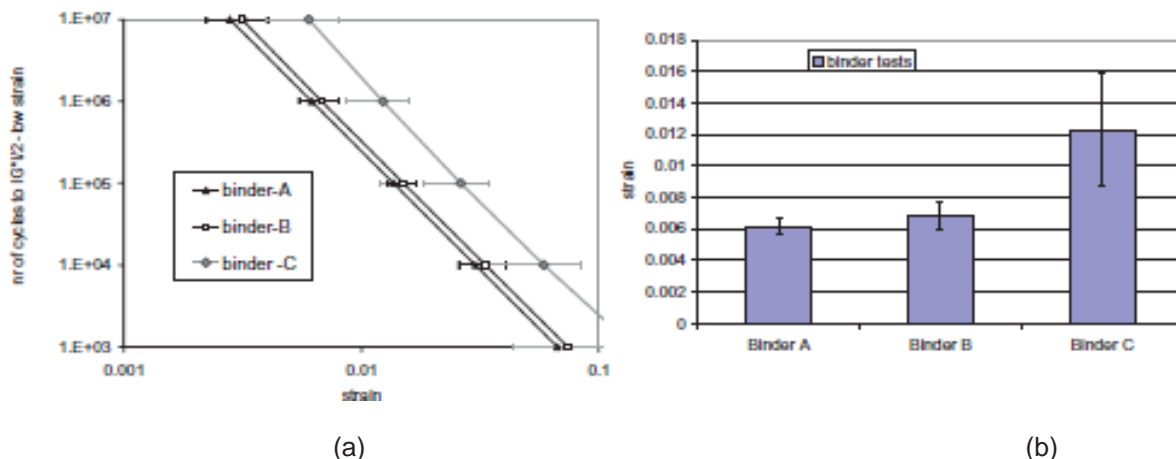 nr of cycles to IG*I/2 - low strain
1.E+07
1.E+06
1.E+05
1.E+04
1.E+03
binder-A
binder-B
binder -C
0.001
0.01
0.1
strain
(a)
strain
0.018
0.016
0.014
0.012
0.01
0.008
0.006
0.004
0.002
0
binder tests
Binder A
Binder B
Binder C
(b)